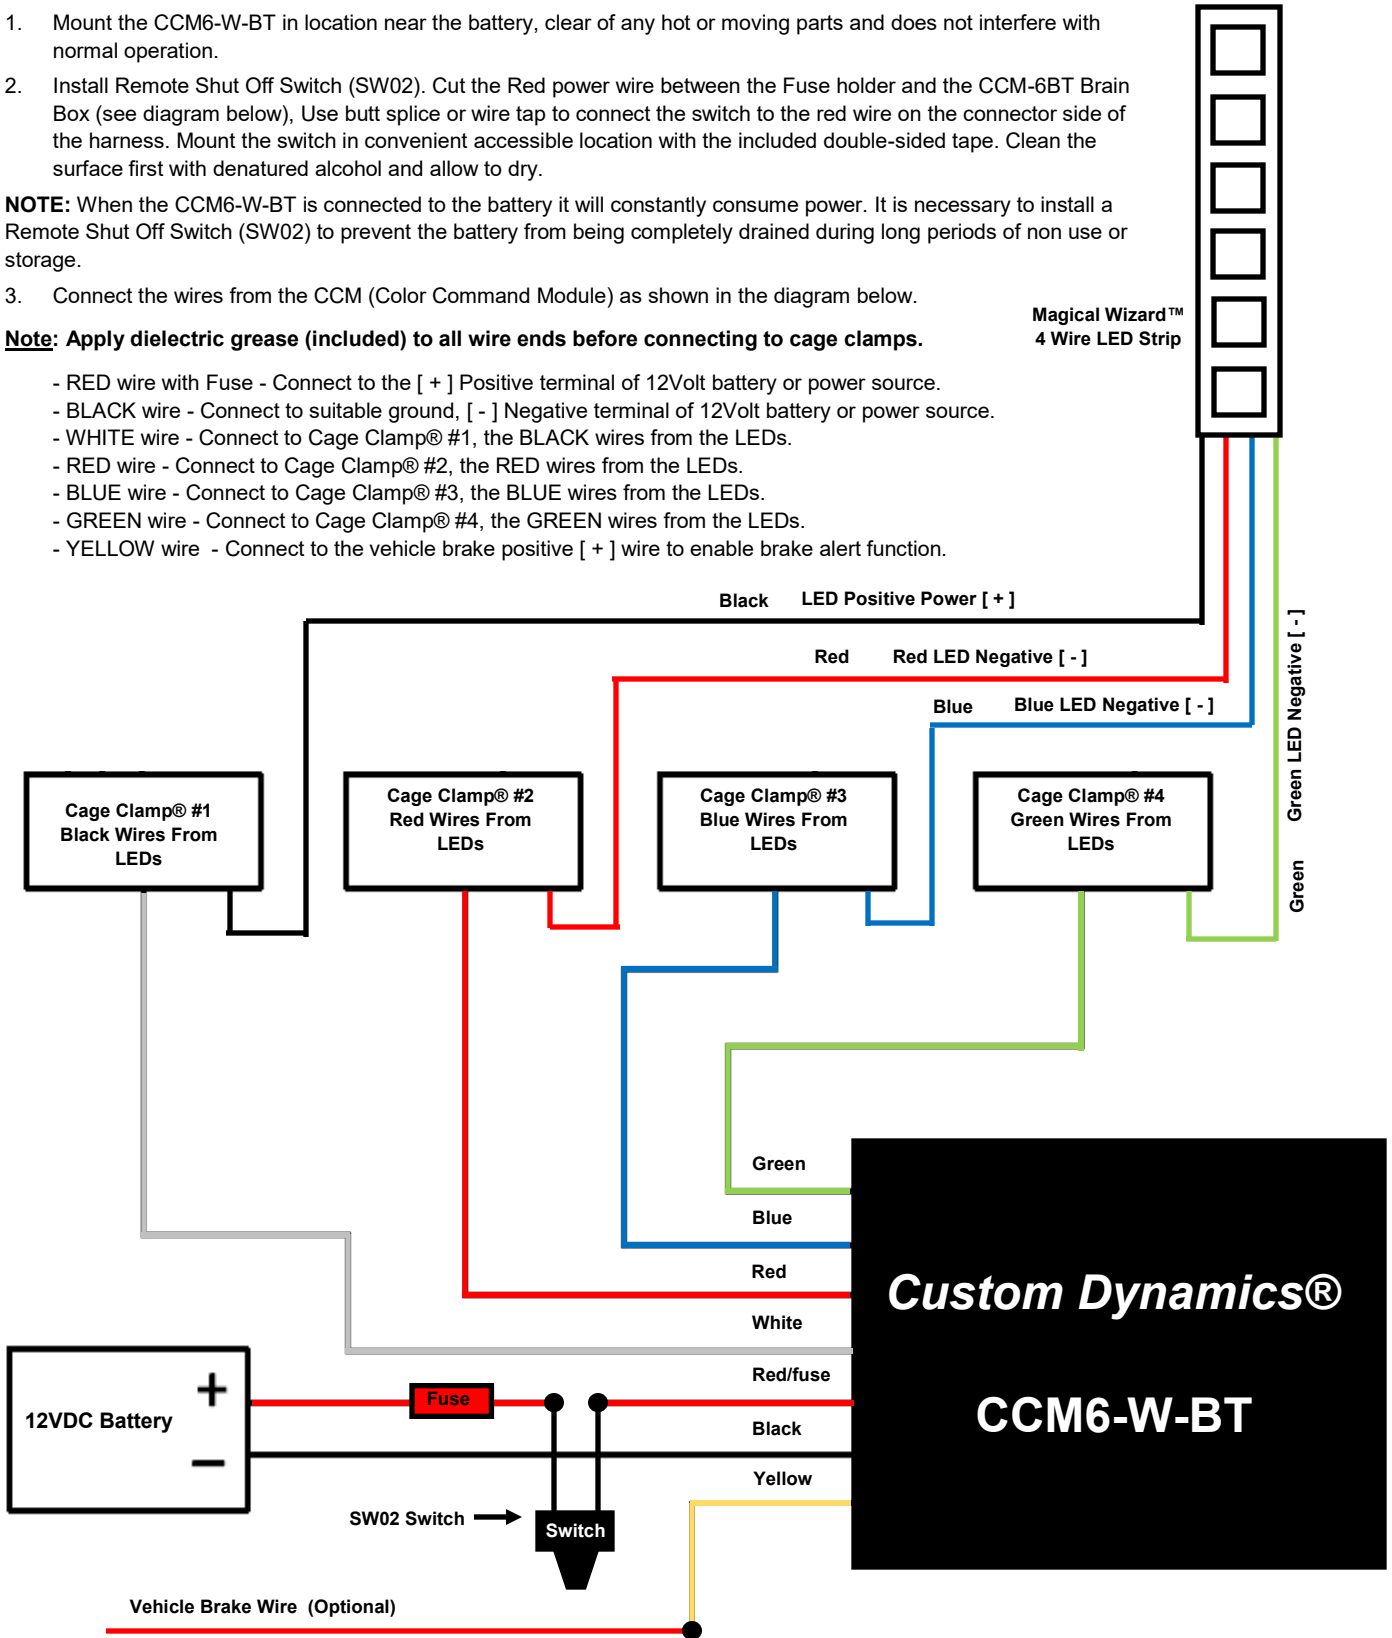 1. Mount the CCM6-W-BT in location near the battery, clear of any hot or moving parts and does not interfere with
normal operation.
2. Install Remote Shut Off Switch (SW02). Cut the Red power wire between the Fuse holder and the CCM-6BT Brain
Box (see diagram below), Use butt splice or wire tap to connect the switch to the red wire on the connector side of
the harness. Mount the switch in convenient accessible location with the included double-sided tape. Clean the
surface first with denatured alcohol and allow to dry.
NOTE: When the CCM6-W-BT is connected to the battery it will constantly consume power. It is necessary to install a
Remote Shut Off Switch (SW02) to prevent the battery from being completely drained during long periods of non use or
storage.
3. Connect the wires from the CCM (Color Command Module) as shown in the diagram below.
Note: Apply dielectric grease (included) to all wire ends before connecting to cage clamps.
- RED wire with Fuse - Connect to the [ + ] Positive terminal of 12Volt battery or power source.
- BLACK wire - Connect to suitable ground, [ - ] Negative terminal of 12Volt battery or power source.
- WHITE wire - Connect to Cage Clamp® #1, the BLACK wires from the LEDs.
- RED wire - Connect to Cage Clamp® #2, the RED wires from the LEDs.
- BLUE wire - Connect to Cage Clamp® #3, the BLUE wires from the LEDs.
- GREEN wire - Connect to Cage Clamp® #4, the GREEN wires from the LEDs.
- YELLOW wire - Connect to the vehicle brake positive [ + ] wire to enable brake alert function.
Magical Wizard™
4 Wire LED Strip
Black LED Positive Power [ + ]
Red Red LED Negative [ - ]
Blue Blue LED Negative [ - ]
Green Green LED Negative [ - ]
Cage Clamp® #1
Black Wires From
LEDs
Cage Clamp® #2
Red Wires From
LEDs
Cage Clamp® #3
Blue Wires From
LEDs
Cage Clamp® #4
Green Wires From
LEDs
Green
Blue
Red
White
Red/fuse
Black
Yellow
Custom Dynamics®
CCM6-W-BT
12VDC Battery
+
−
Fuse
SW02 Switch
Switch
Vehicle Brake Wire (Optional)